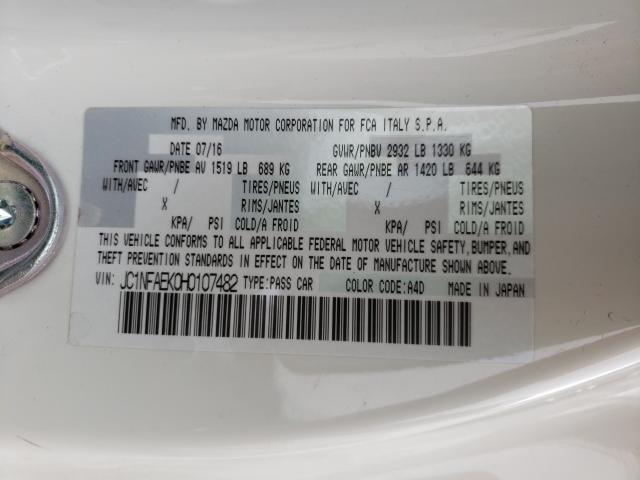 MFD. BY MAZDA MOTOR CORPORATION FOR FCA ITALY S.P.A.
DATE 07/16 GVWR/PNBV 2932 LB 1330 KG
FRONT GAWR/PNBE AV 1519 LB 689 KG REAR GAWR/PNBE AR 1420 LB 644 KG
WITH/AVEC / TIRES/PNEUS WITH/AVEC / TIRES/PNEUS
X RIMS/JANTES X RIMS/JANTES
KPA/ PSI COLD/A FROID KPA/ PSI COLD/A FROID
THIS VEHICLE CONFORMS TO ALL APPLICABLE FEDERAL MOTOR VEHICLE SAFETY, BUMPER, AND
THEFT PREVENTION STANDARDS IN EFFECT ON THE DATE OF MANUFACTURE SHOWN ABOVE.
VIN: JC1NFAEK0H0107482 TYPE:PASS CAR COLOR CODE:A4D MADE IN JAPAN